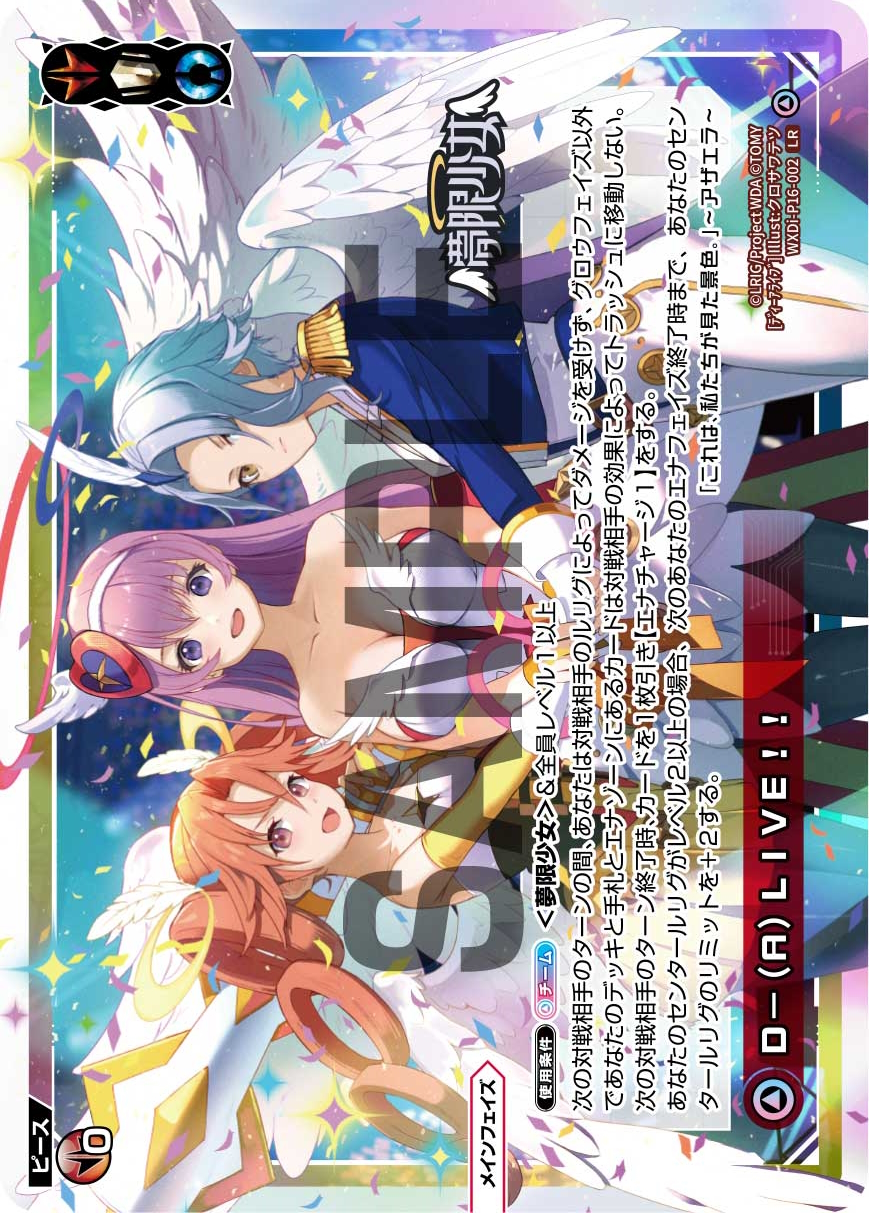 ピース
0
メインフェイズ
夢限少女
SAMPLE
使用条件 チーム <夢限少女>&全員レベル1以上
次の対戦相手のターンの間、あなたは対戦相手のルリグによってダメージを受けず、グロウフェイズ以外
であなたのデッキと手札とエナゾーンにあるカードは対戦相手の効果によってトラッシュに移動しない。
次の対戦相手のターン終了時、カードを1枚引き【エナチャージ1】をする。
あなたのセンタールリグがレベル2以上の場合、次のあなたのエナフェイズ終了時まで、あなたのセン
タールリグのリミットを+2する。
「これは、私たちが見た景色。」~アザエラ~
D-(A)LIVE!!
©LRIG/Project WDA ©TOMY
[ディーアライブ] Illust:クロサワテツ
WXDi-P16-002 LR